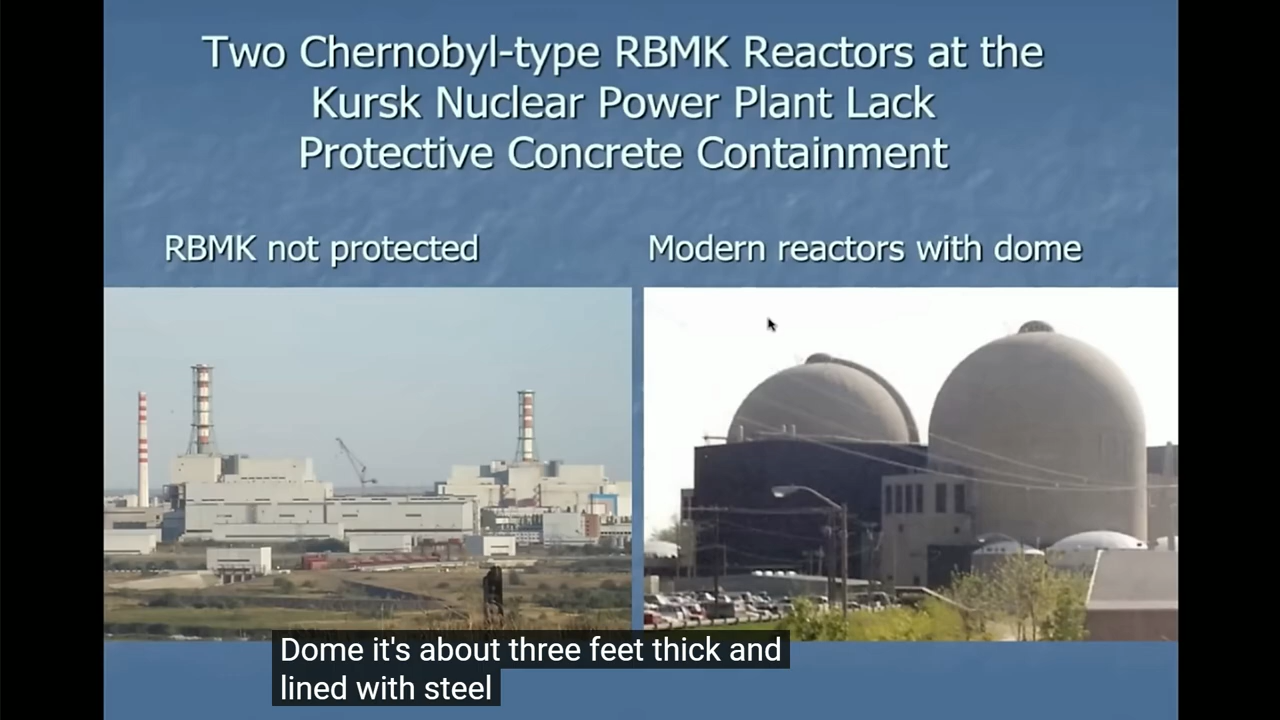 Two Chernobyl-type RBMK Reactors at the
Kursk Nuclear Power Plant Lack
Protective Concrete Containment
RBMK not protected
Modern reactors with dome
Dome it's about three feet thick and
lined with steel